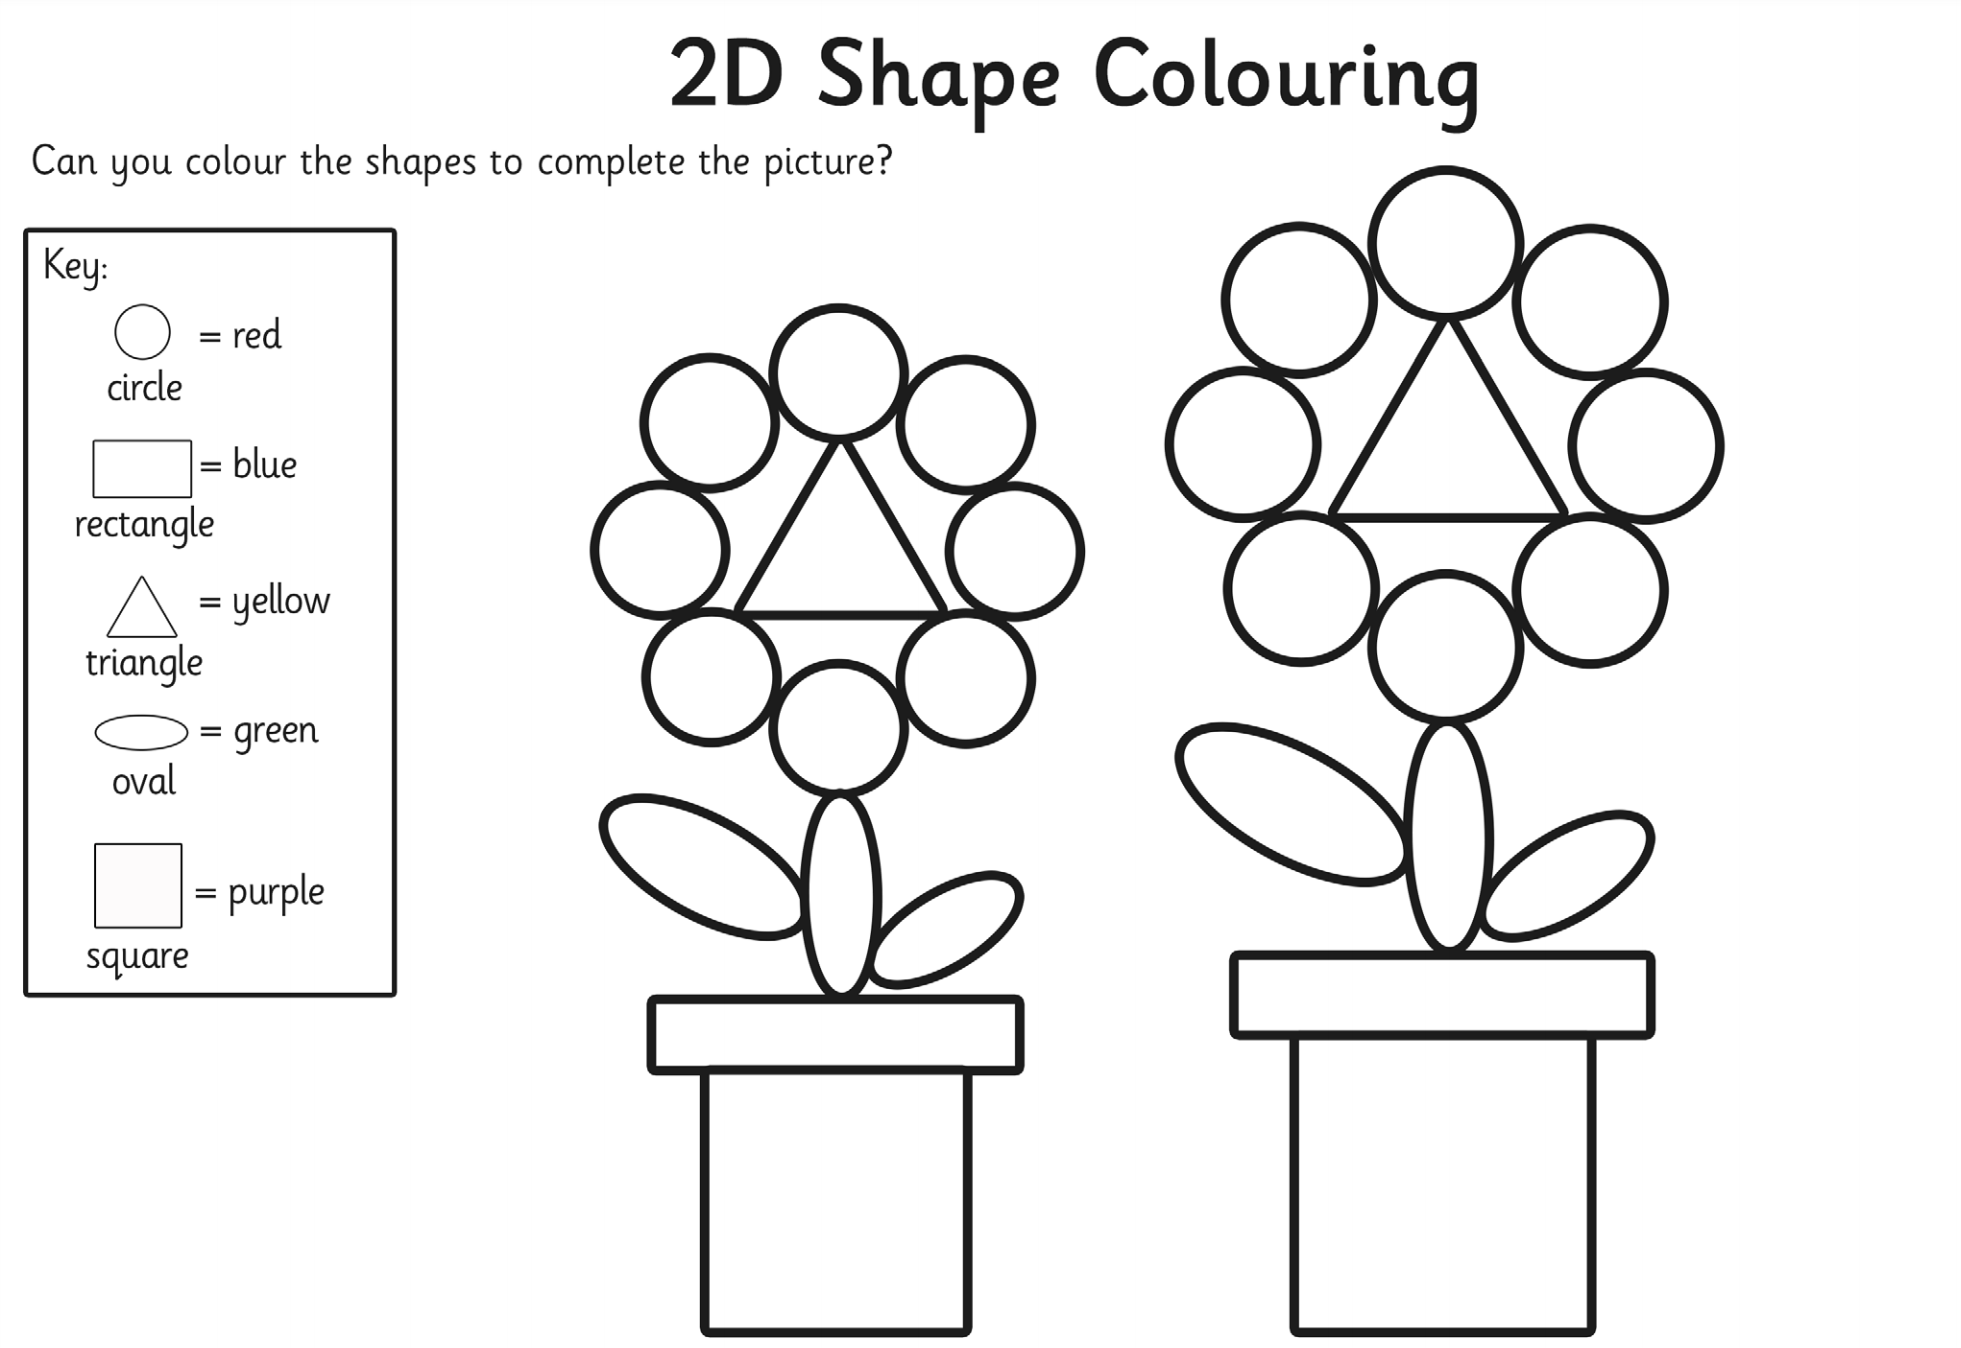 2D Shape Colouring
Can you colour the shapes to complete the picture?
Key:
= red
circle
= blue
rectangle
= yellow
triangle
= green
oval
= purple
square